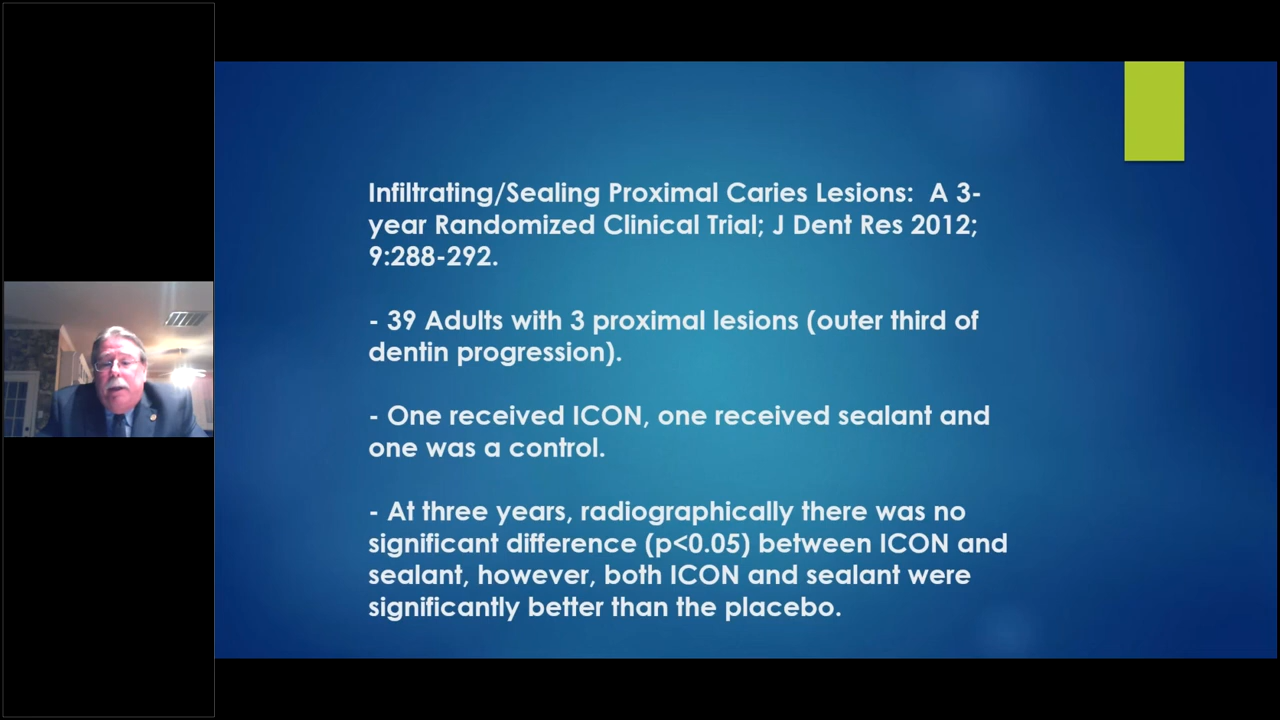 Infiltrating/Sealing Proximal Caries Lesions:  A 3-
year Randomized Clinical Trial; J Dent Res 2012;
9:288-292.
- 39 Adults with 3 proximal lesions (outer third of
dentin progression).
- One received ICON, one received sealant and
one was a control.
- At three years, radiographically there was no
significant difference (p<0.05) between ICON and
sealant, however, both ICON and sealant were
significantly better than the placebo.